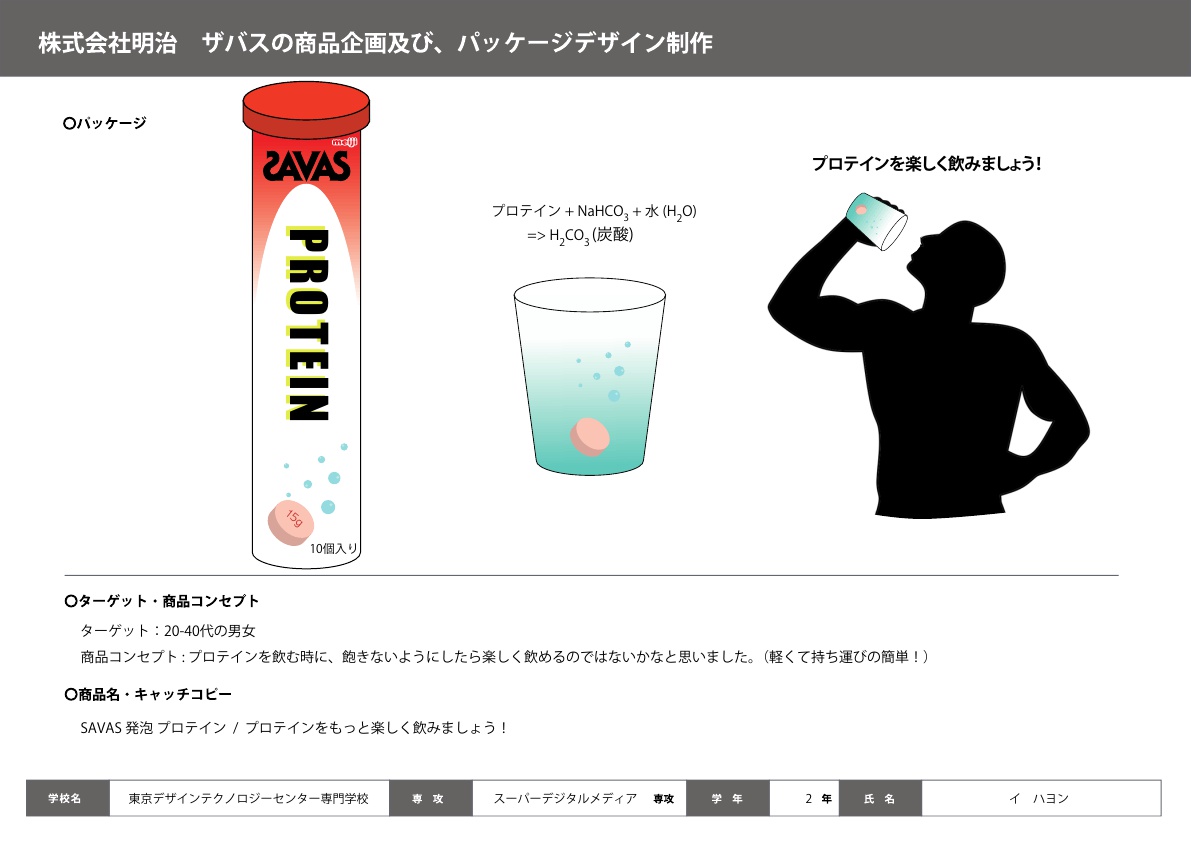 株式会社明治　ザバスの商品企画及び、パッケージデザイン制作
〇パッケージ
meiji
SAVAS
PROTEIN
15g
10個入り
プロテイン + NaHCO3 + 水 (H2O)
=> H2CO3 (炭酸)
プロテインを楽しく飲みましょう!
〇ターゲット・商品コンセプト
ターゲット：20-40代の男女
商品コンセプト : プロテインを飲む時に、飽きないようにしたら楽しく飲めるのではないかなと思いました。（軽くて持ち運びの簡単！）
〇商品名・キャッチコピー
SAVAS 発泡 プロテイン / プロテインをもっと楽しく飲みましょう！
学校名 東京デザインテクノロジーセンター専門学校 専 攻 スーパーデジタルメディア 専攻 学 年 2 年 氏 名 イ ハヨン